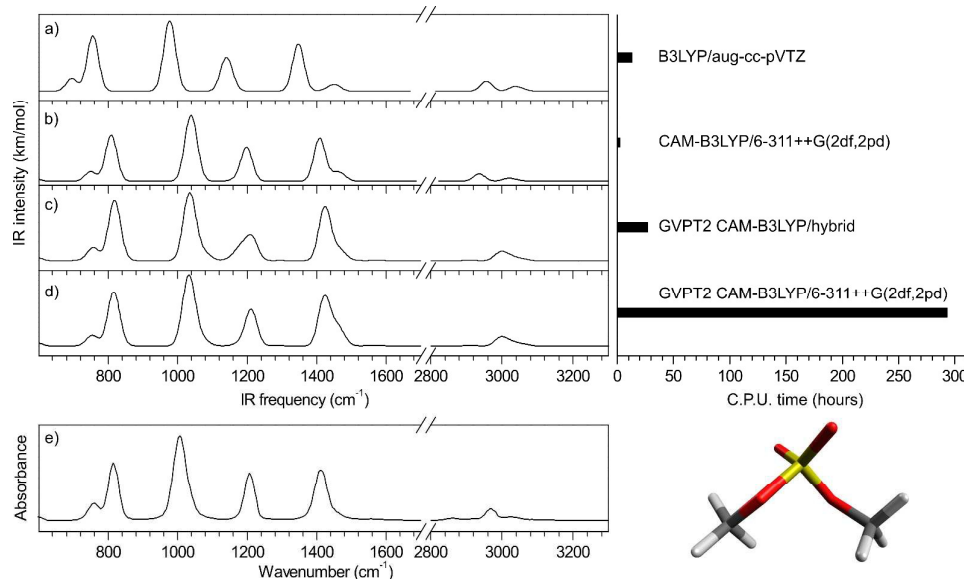 a)
b)
c)
d)
IR intensity (km/mol)
800 1000 1200 1400 1600 2800 3000 3200
IR frequency (cm-1)
B3LYP/aug-cc-pVTZ
CAM-B3LYP/6-311++G(2df,2pd)
GVPT2 CAM-B3LYP/hybrid
GVPT2 CAM-B3LYP/6-311++G(2df,2pd)
0 50 100 150 200 250 300
C.P.U. time (hours)
e)
Absorbance
800 1000 1200 1400 1600 2800 3000 3200
Wavenumber (cm-1)